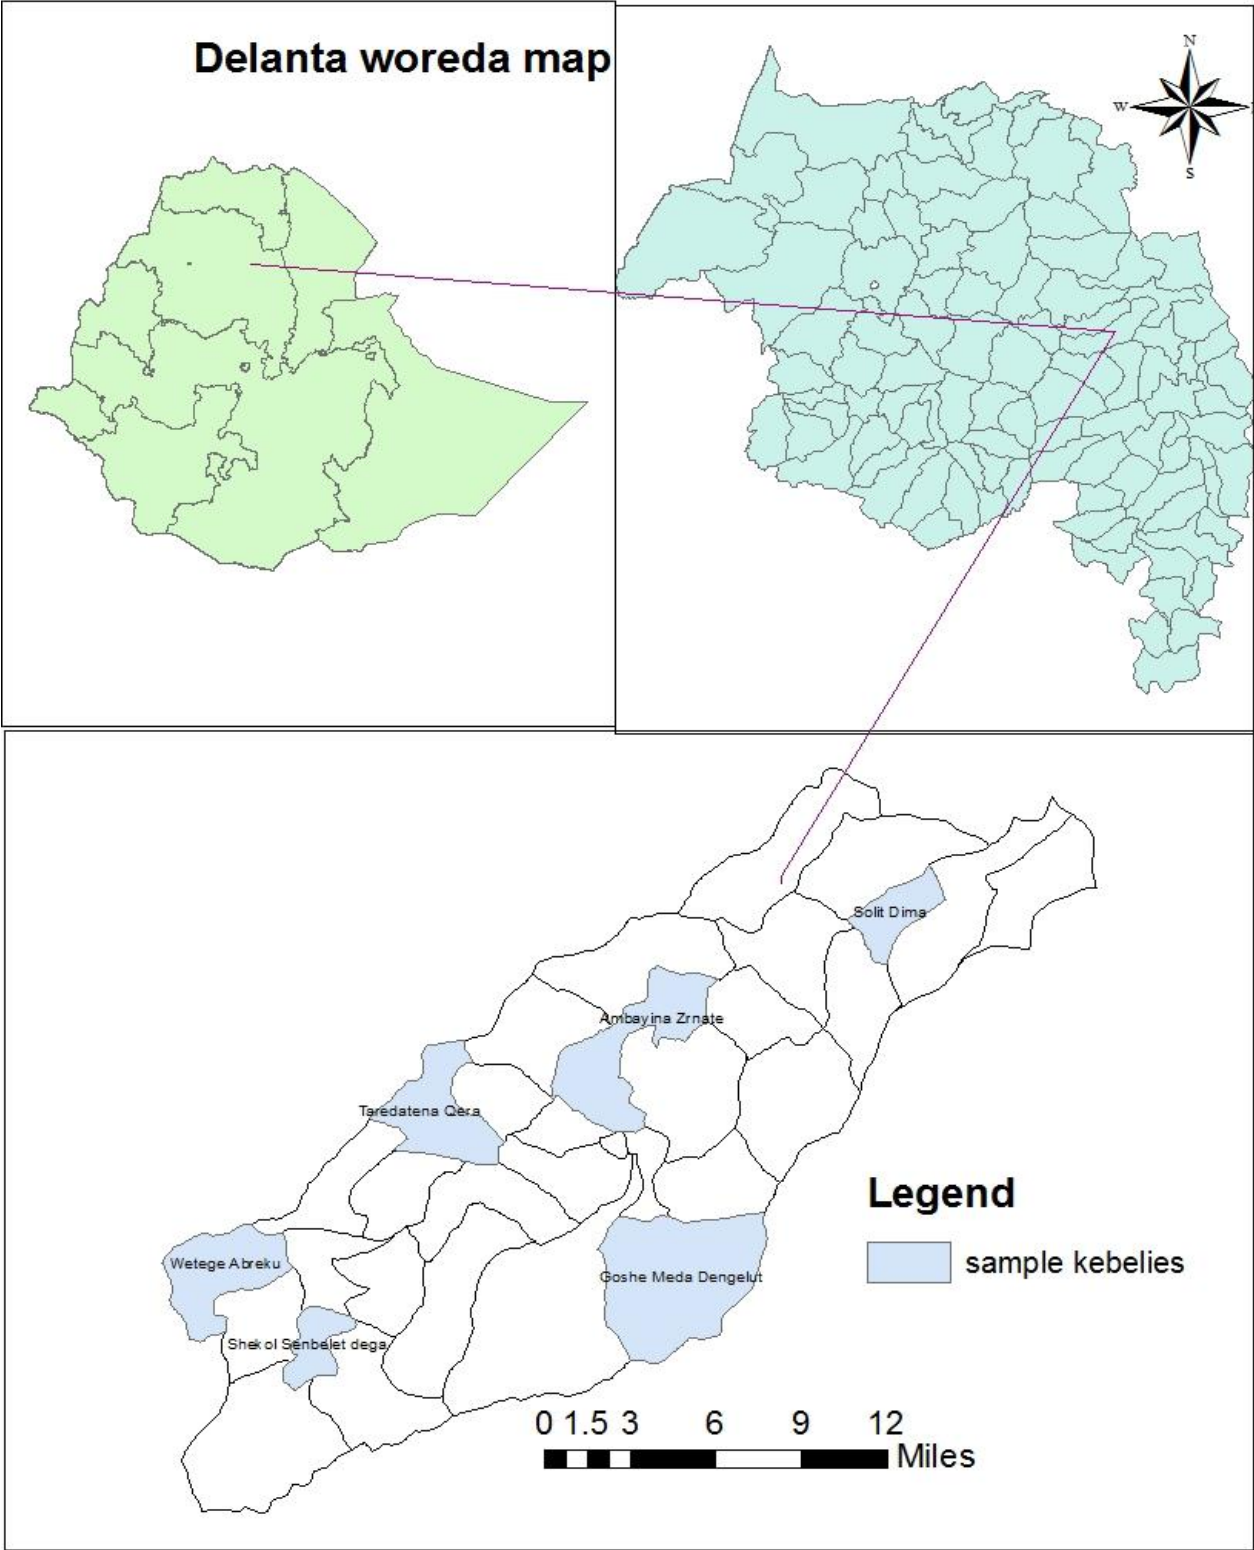 Delanta woreda map
N
W
S
Solit Dima
Ambayina Zrnate
Taredatena Qera
Wetege Abreku
Goshe Meda Dengelut
Shekol Senbelet dega
Legend
sample kebelies
0 1.5 3 6 9 12
Miles